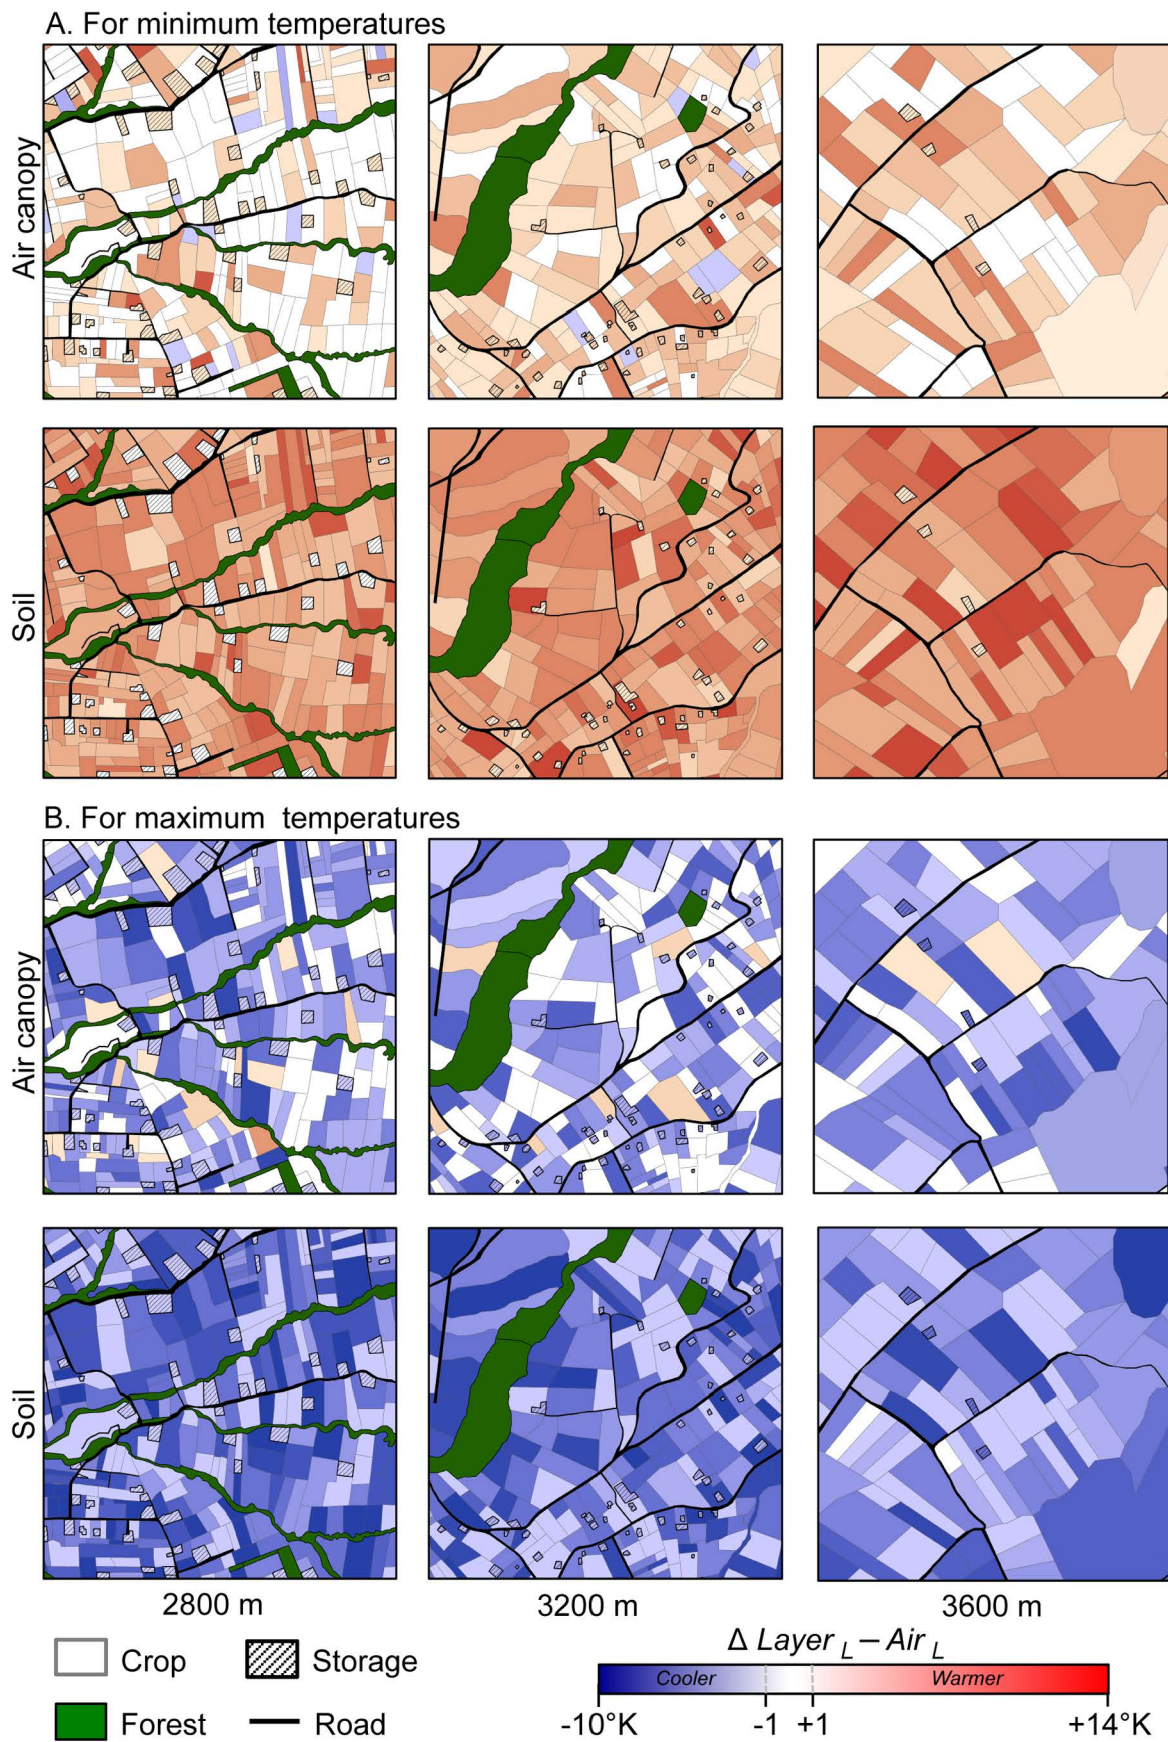 A. For minimum temperatures
Air canopy
Soil
B. For maximum temperatures
Air canopy
Soil
2800 m
3200 m
3600 m
Crop
Storage
Forest
Road
Δ Layer L – Air L
Cooler
Warmer
-10°K
-1
+1
+14°K